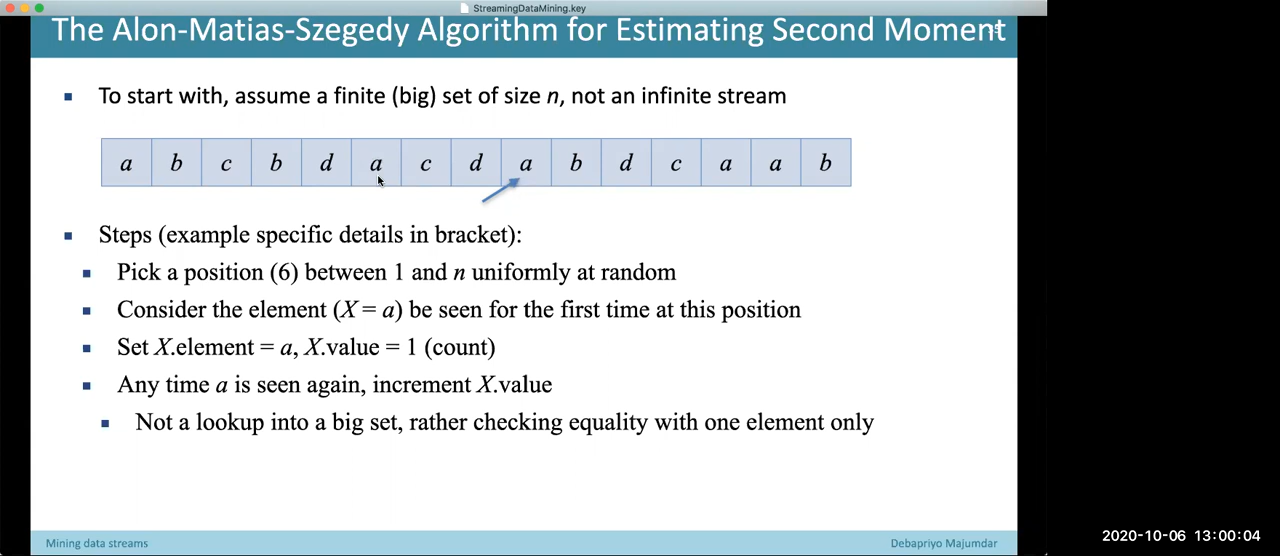 StreamingDataMining.key
The Alon-Matias-Szegedy Algorithm for Estimating Second Moment
To start with, assume a finite (big) set of size n, not an infinite stream
a b c b d a c d a b d c a a b
Steps (example specific details in bracket):
Pick a position (6) between 1 and n uniformly at random
Consider the element (X = a) be seen for the first time at this position
Set X.element = a, X.value = 1 (count)
Any time a is seen again, increment X.value
Not a lookup into a big set, rather checking equality with one element only
Mining data streams
Debapriyo Majumdar
2020-10-06 13:00:04